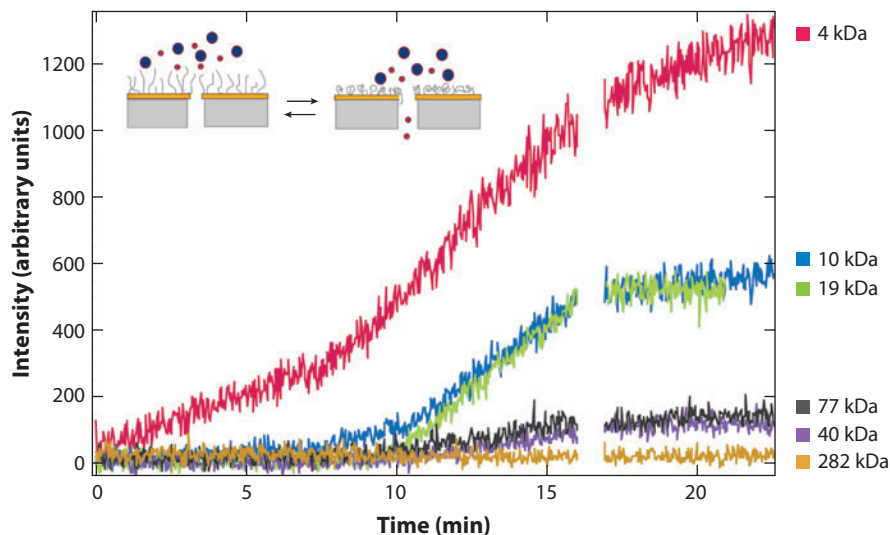 Intensity (arbitrary units)
1200
1000
800
600
400
200
0
0 5 10 15 20
Time (min)
4 kDa
10 kDa
19 kDa
77 kDa
40 kDa
282 kDa